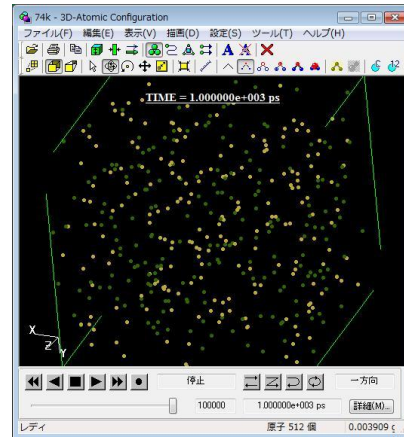 74k - 3D-Atomic Configuration
ファイル(F) 編集(E) 表示(V) 描画(D) 設定(S) ツール(T) ヘルプ(H)
TIME = 1.000000e+003 ps
X
Z
Y
停止 一方向
100000 1.000000e+003 ps 詳細(M)...
レディ 原子 512 個 0.003909 g